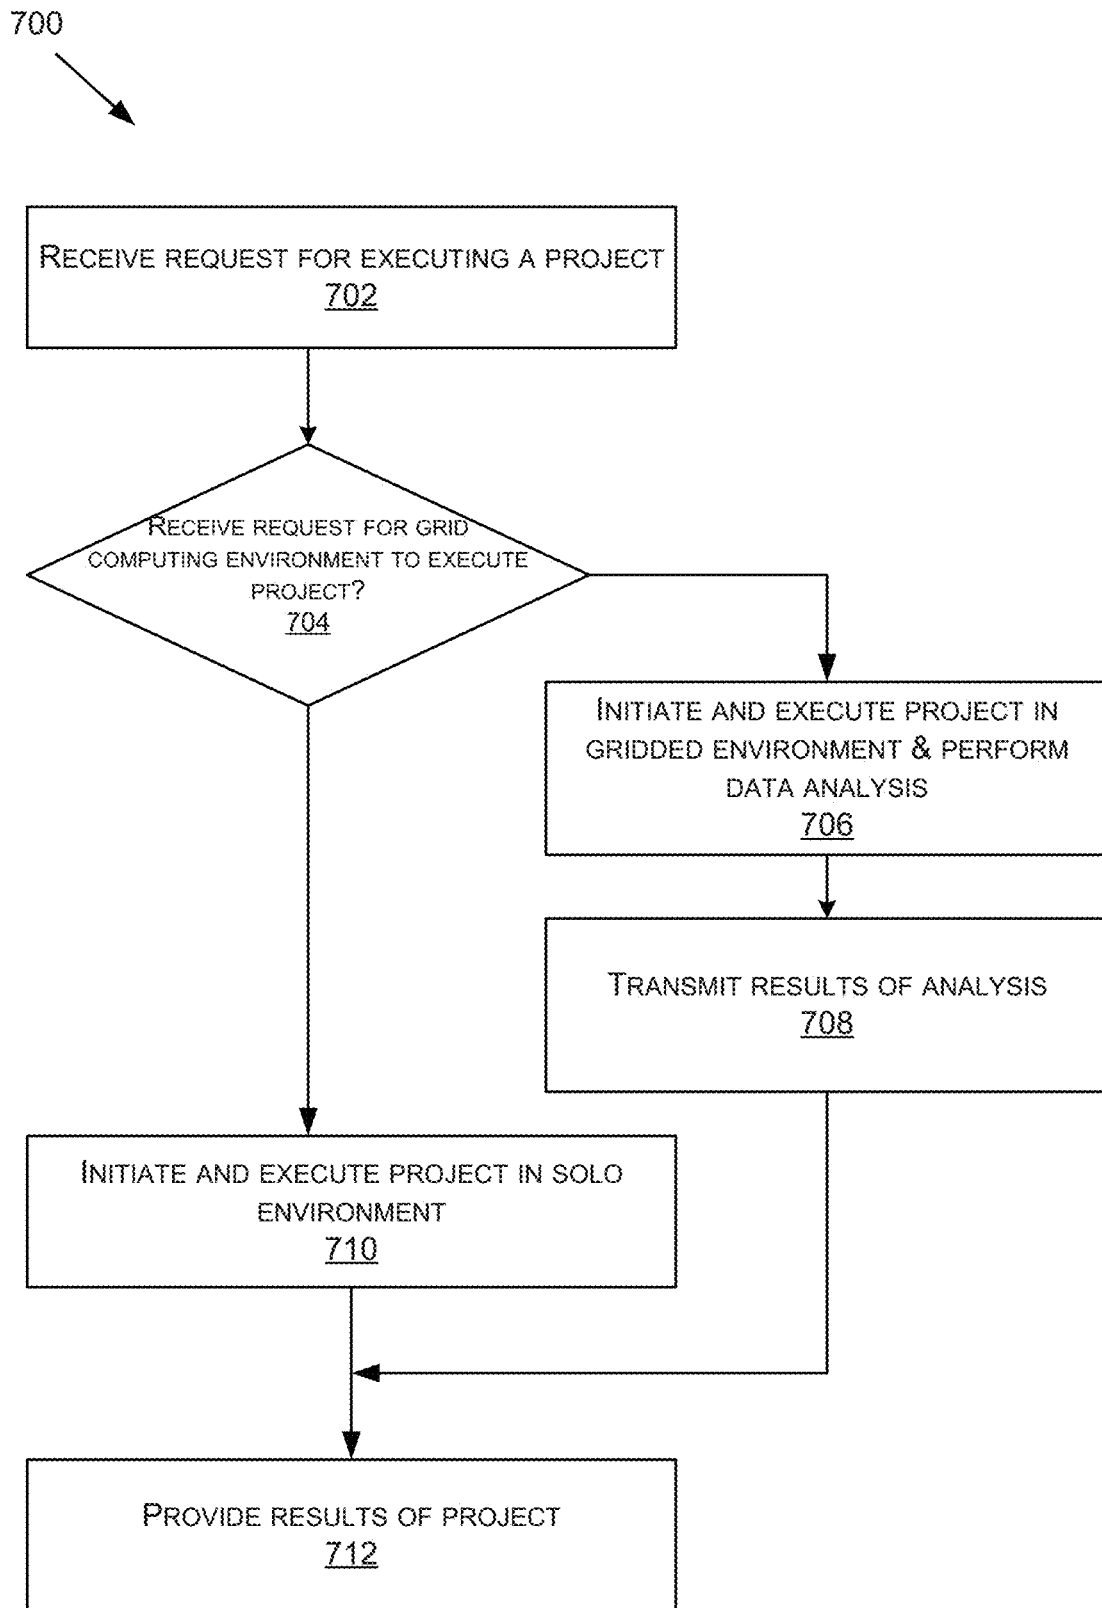 700
RECEIVE REQUEST FOR EXECUTING A PROJECT
702
RECEIVE REQUEST FOR GRID
COMPUTING ENVIRONMENT TO EXECUTE
PROJECT?
704
INITIATE AND EXECUTE PROJECT IN
GRIDDED ENVIRONMENT & PERFORM
DATA ANALYSIS
706
TRANSMIT RESULTS OF ANALYSIS
708
INITIATE AND EXECUTE PROJECT IN SOLO
ENVIRONMENT
710
PROVIDE RESULTS OF PROJECT
712